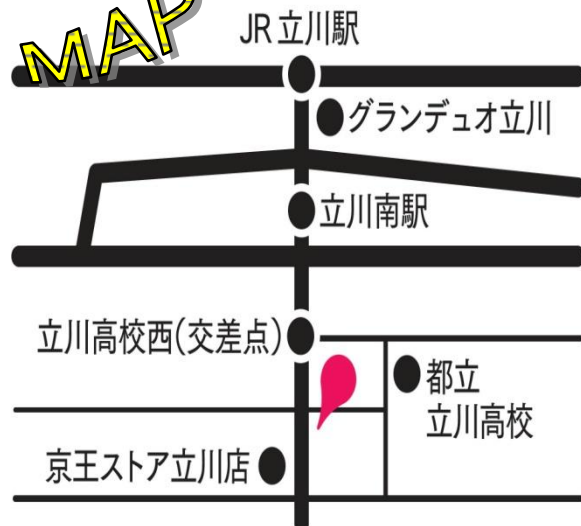 MAP
JR 立川駅
グランデュオ立川
立川南駅
立川高校西(交差点)
都立
立川高校
京王ストア立川店